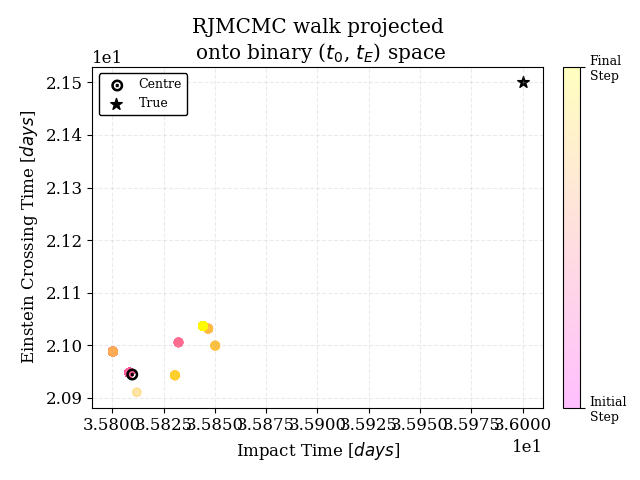 RJMCMC walk projected
onto binary (t0, tE) space
1e1
Centre
True
2.15
2.14
2.13
2.12
2.11
2.10
2.09
Einstein Crossing Time [days]
3.5800 3.5825 3.5850 3.5875 3.5900 3.5925 3.5950 3.5975 3.6000
1e1
Impact Time [days]
Final
Step
Initial
Step